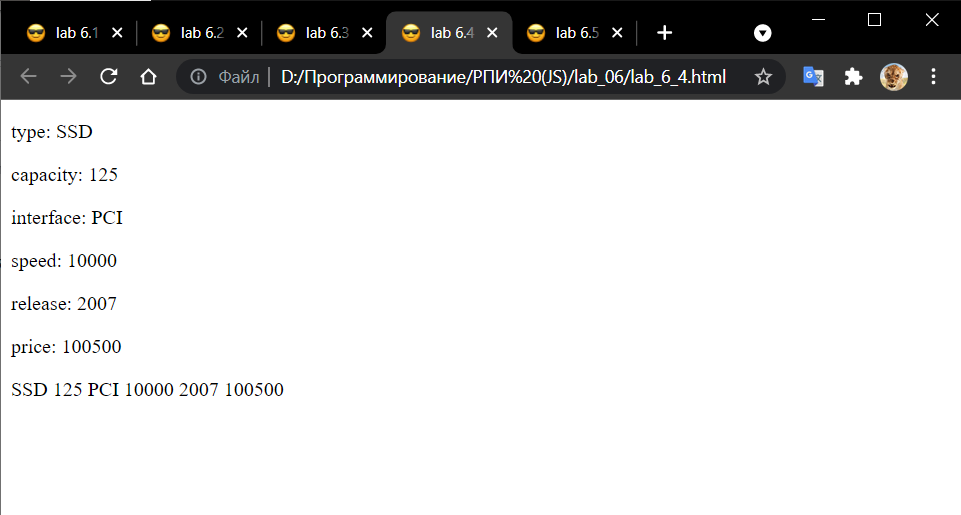 lab 6.1 lab 6.2 lab 6.3 lab 6.4 lab 6.5
Файл D:/Программирование/РПИ%20(JS)/lab_06/lab_6_4.html
type: SSD
capacity: 125
interface: PCI
speed: 10000
release: 2007
price: 100500
SSD 125 PCI 10000 2007 100500